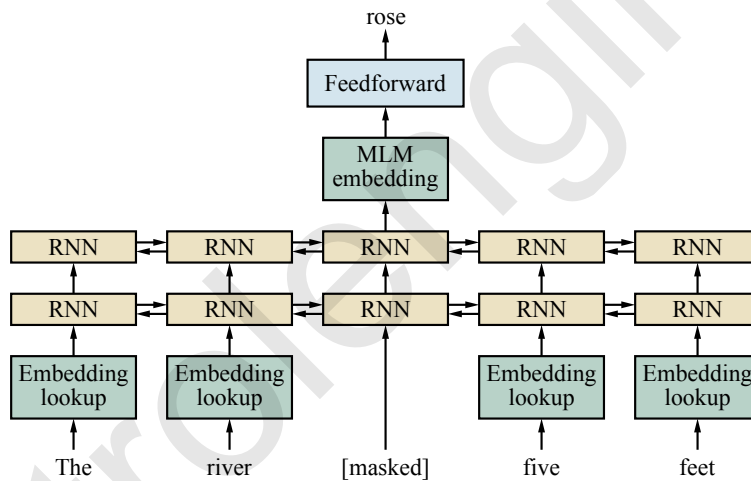 rose
Feedforward
MLM
embedding
RNN RNN RNN RNN RNN
RNN RNN RNN RNN RNN
Embedding Embedding Embedding Embedding
lookup lookup lookup lookup
The river [masked] five feet